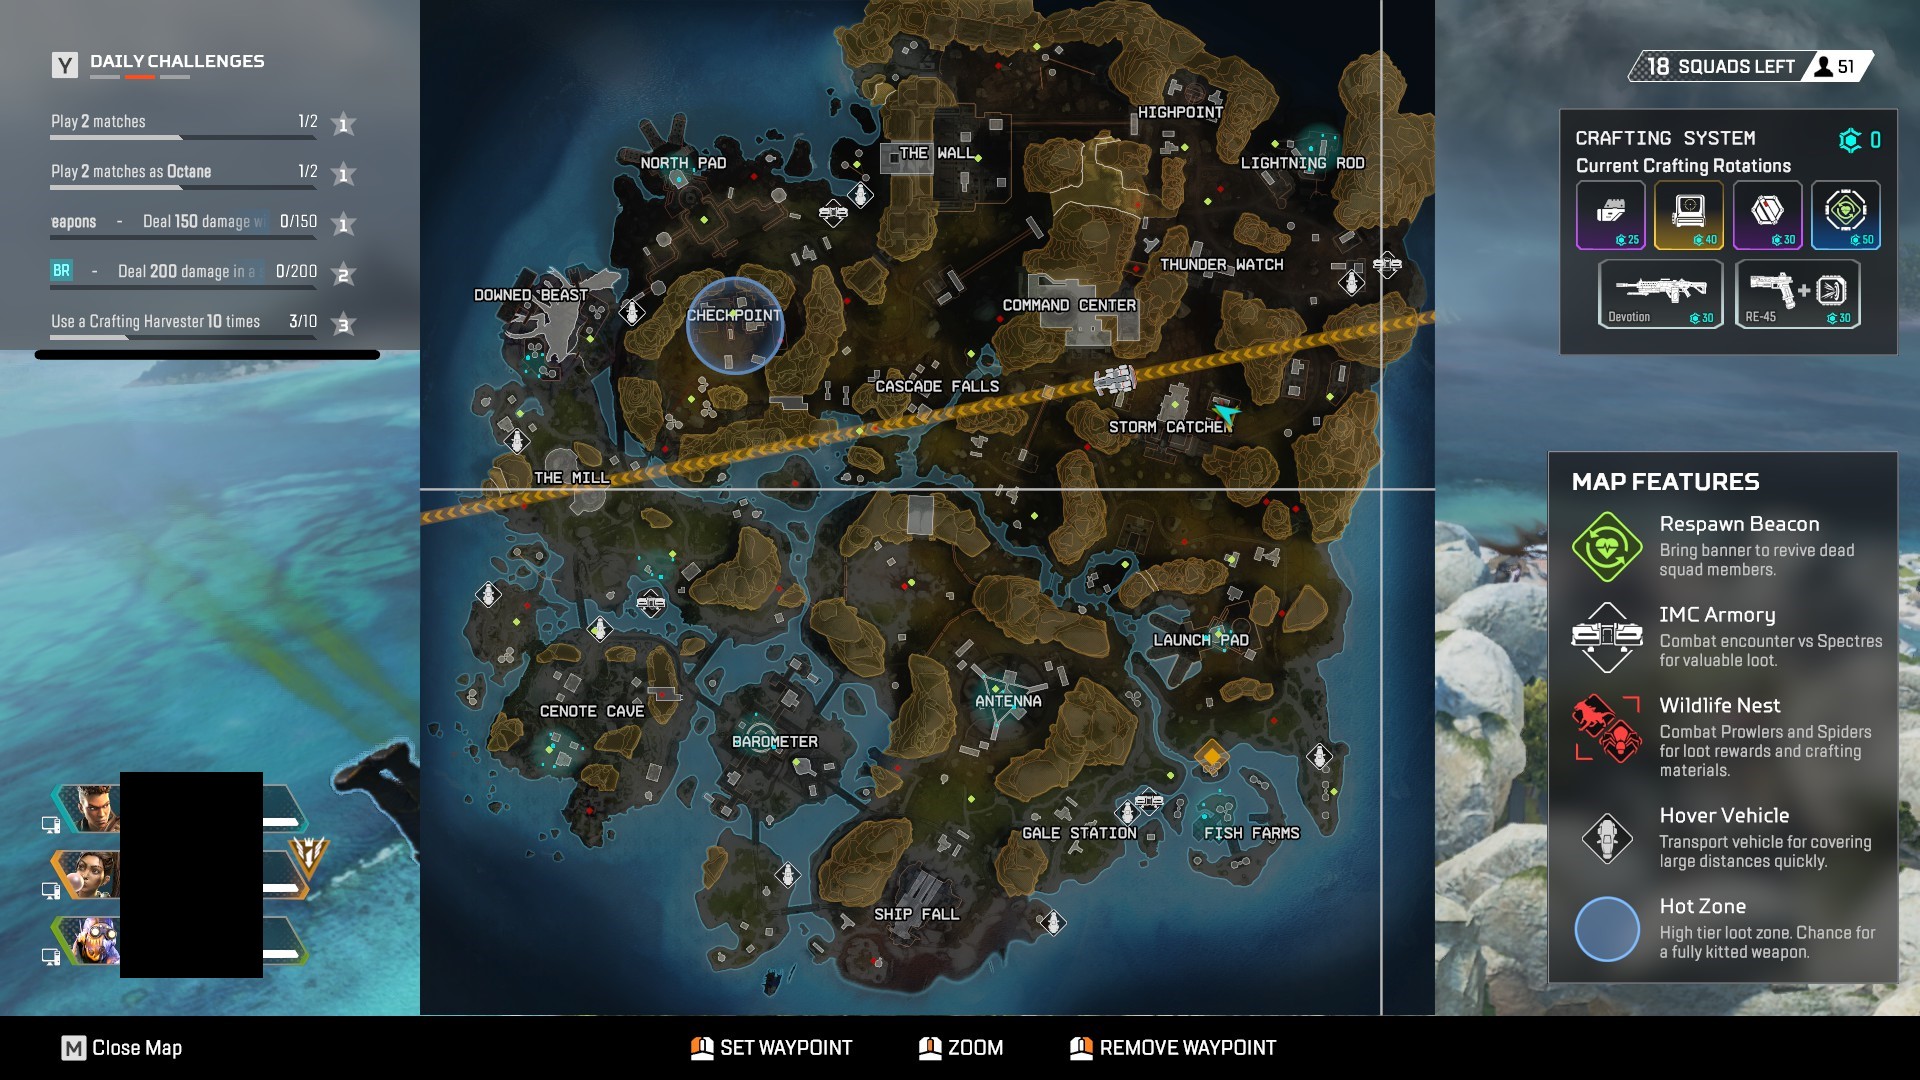 Y DAILY CHALLENGES
Play 2 matches 1/2 1
Play 2 matches as Octane 1/2 1
eapons - Deal 150 damage w 0/150 1
BR - Deal 200 damage in a 0/200 2
Use a Crafting Harvester 10 times 3/10 3
HIGHPOINT
THE WALL
NORTH PAD
LIGHTNING ROD
THUNDER WATCH
DOWNED BEAST
COMMAND CENTER
CHECKPOINT
CASCADE FALLS
STORM CATCHER
THE MILL
LAUNCH PAD
ANTENNA
CENOTE CAVE
BAROMETER
GALE STATION
FISH FARMS
SHIP FALL
18 SQUADS LEFT 51
CRAFTING SYSTEM 0
Current Crafting Rotations
25 40 30 50
Devotion 30 RE-45 + 30
MAP FEATURES
Respawn Beacon
Bring banner to revive dead
squad members.
IMC Armory
Combat encounter vs Spectres
for valuable loot.
Wildlife Nest
Combat Prowlers and Spiders
for loot rewards and crafting
materials.
Hover Vehicle
Transport vehicle for covering
large distances quickly.
Hot Zone
High tier loot zone. Chance for
a fully kitted weapon.
M Close Map SET WAYPOINT ZOOM REMOVE WAYPOINT